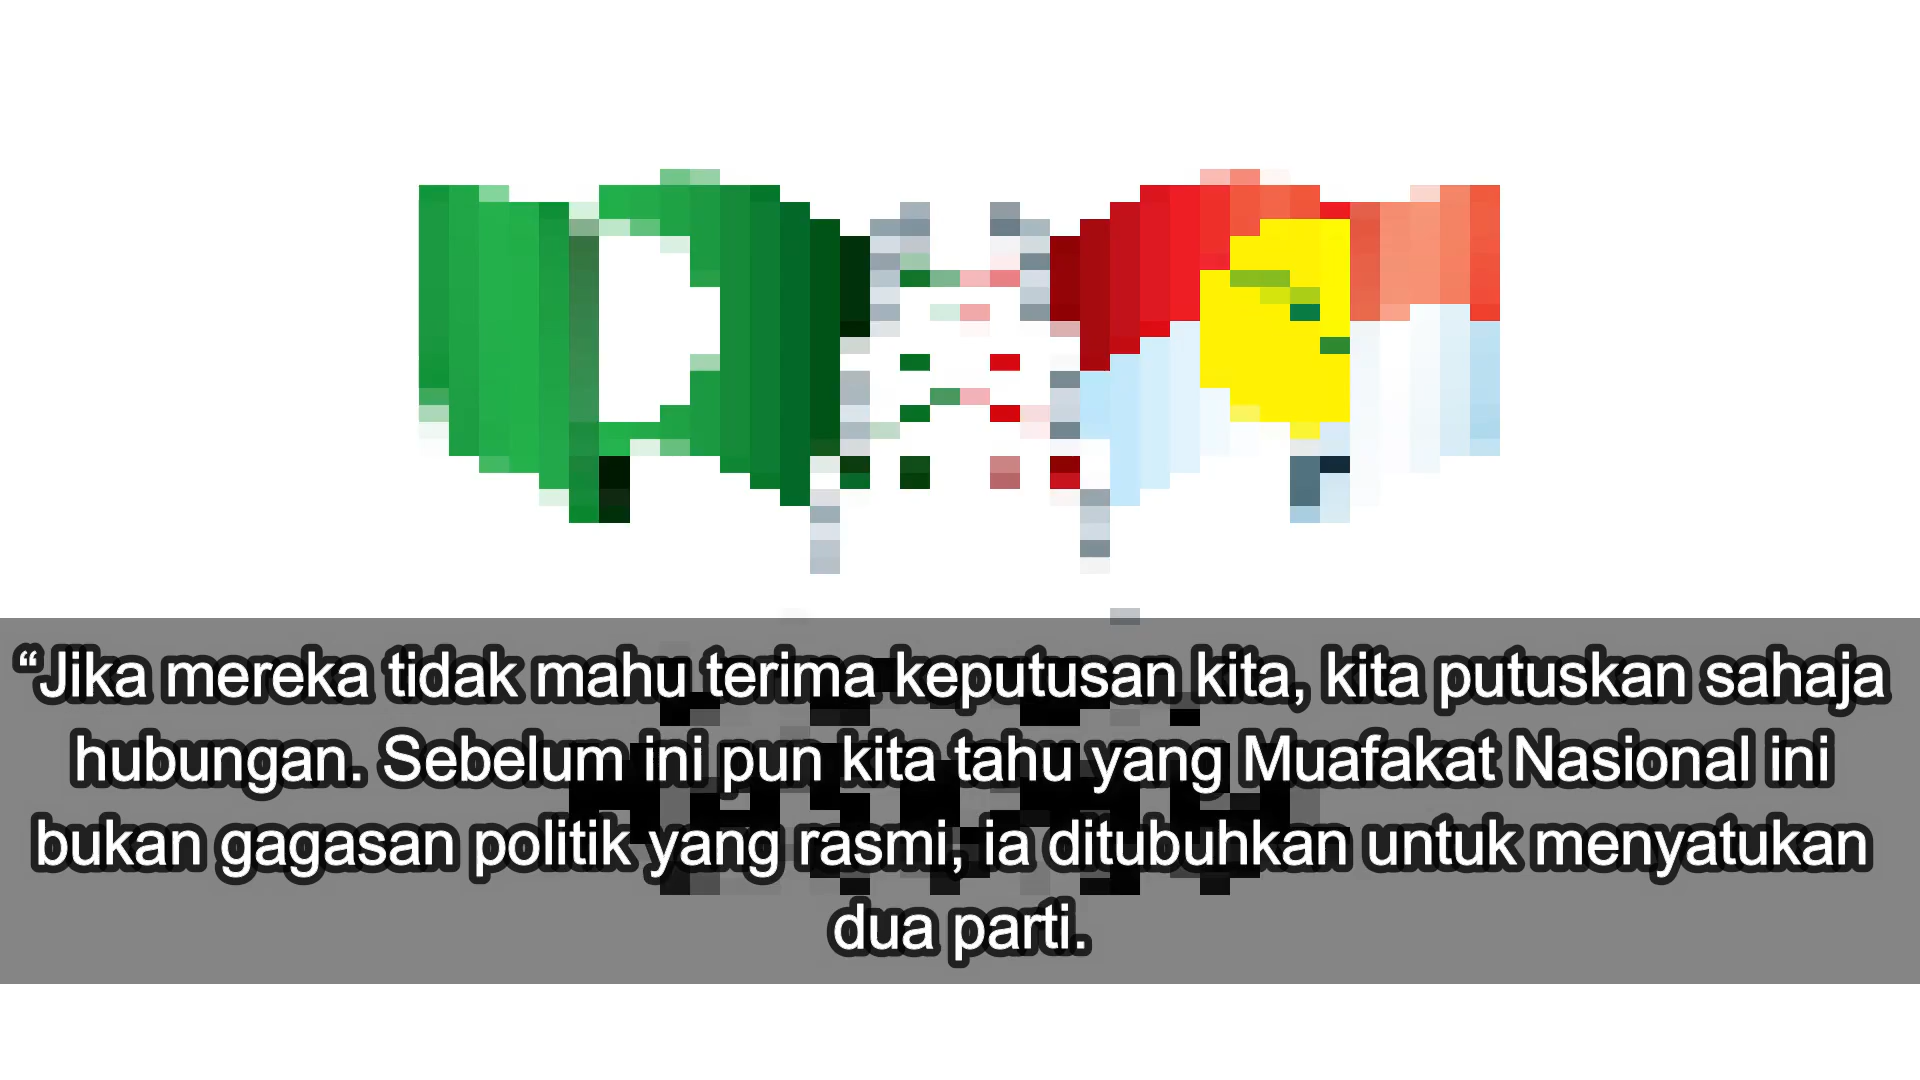 “Jika mereka tidak mahu terima keputusan kita, kita putuskan sahaja
hubungan. Sebelum ini pun kita tahu yang Muafakat Nasional ini
bukan gagasan politik yang rasmi, ia ditubuhkan untuk menyatukan
dua parti.